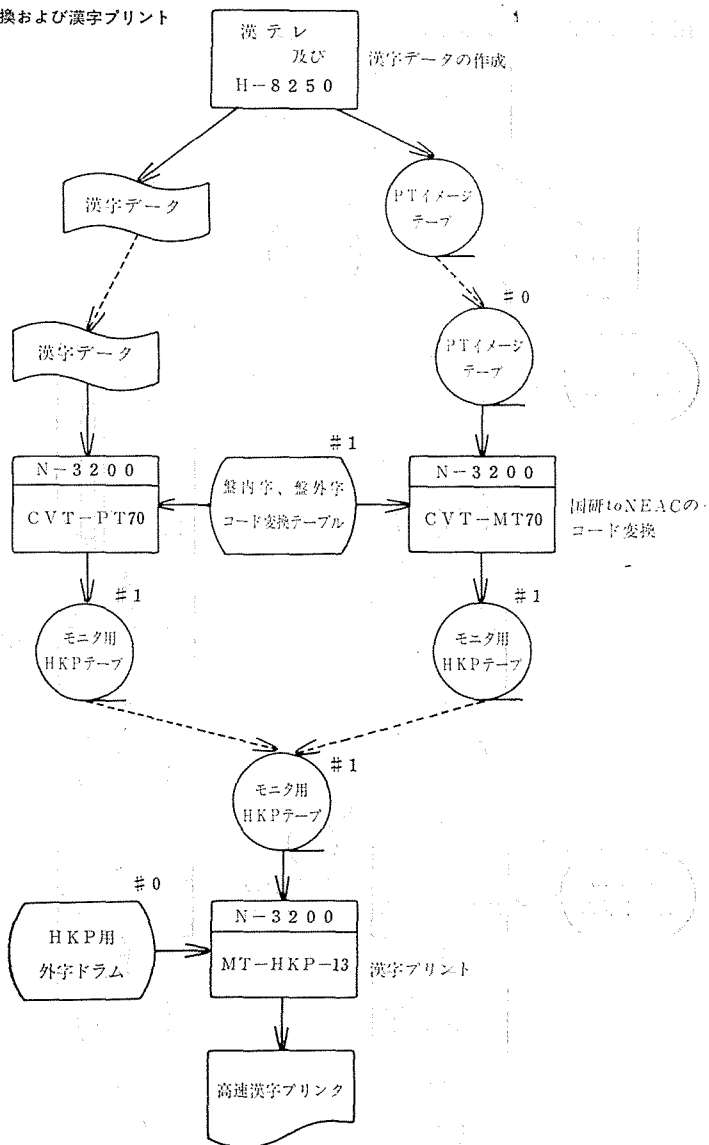 換および漢字プリント
漢テレ
及び
H-8250
漢字データの作成
漢字データ
PTイメージ
テープ
#0
漢字データ
PTイメージ
テープ
#1
N-3200
CVT-PT70
盤内字、盤外字
コード変換テーブル
N-3200
CVT-MT70
国研toNEACの
コード変換
#1
モニタ用
HKPテープ
#1
モニタ用
HKPテープ
#1
モニタ用
HKPテープ
#0
HKP用
外字ドラム
N-3200
MT-HKP-13
漢字プリント
高速漢字プリンタ